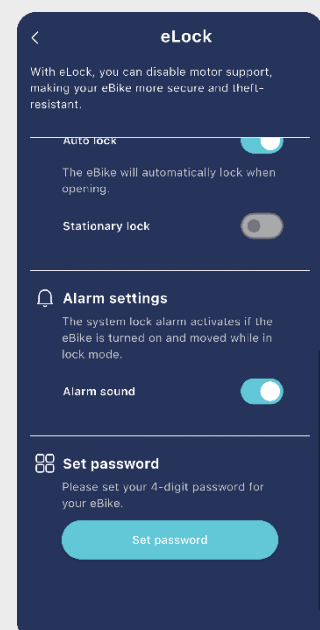 eLock
With eLock, you can disable motor support,
making your eBike more secure and theft-
resistant.
Auto lock
The eBike will automatically lock when
opening.
Stationary lock
Alarm settings
The system lock alarm activates if the
eBike is turned on and moved while in
lock mode.
Alarm sound
Set password
Please set your 4-digit password for
your eBike.
Set password